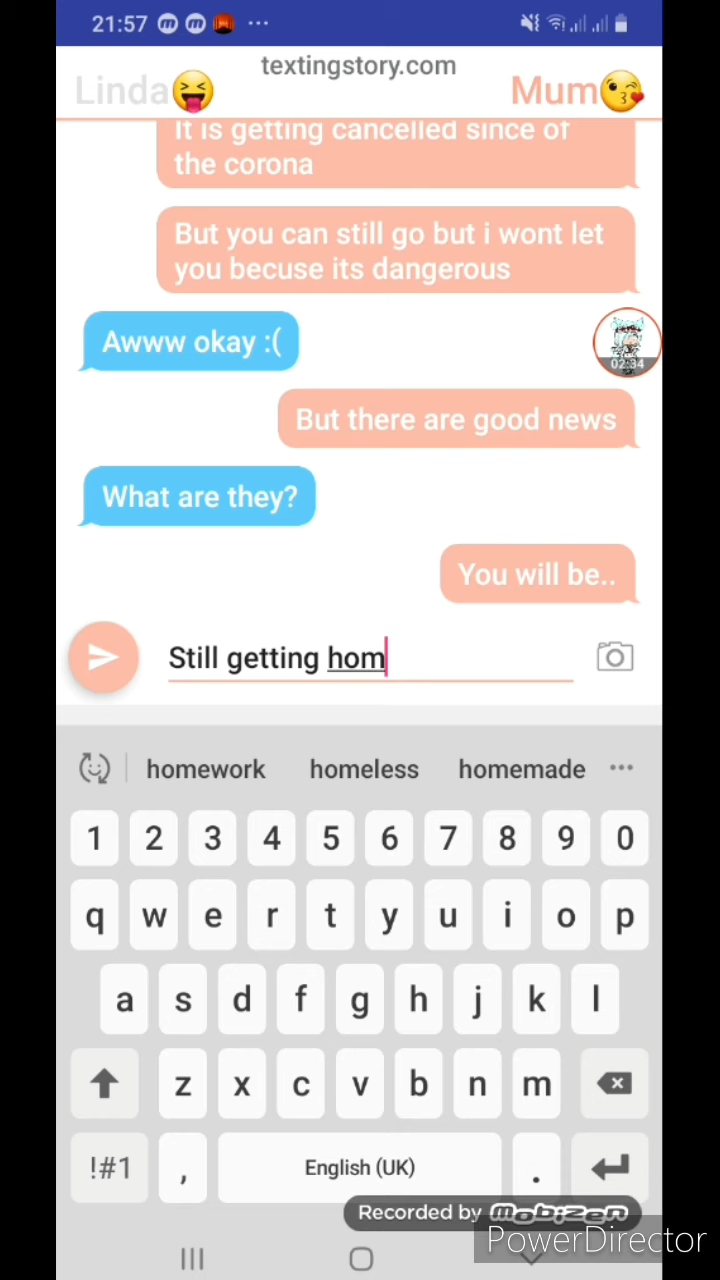 21:57
textingstory.com
Linda😝 Mum😘
It is getting cancelled since of
the corona
But you can still go but i wont let
you becuse its dangerous
Awww okay :(
02:34
But there are good news
What are they?
You will be..
Still getting hom
homework homeless homemade
1 2 3 4 5 6 7 8 9 0
q w e r t y u i o p
a s d f g h j k l
z x c v b n m
!#1 , English (UK) .
Recorded by mobizen
PowerDirector